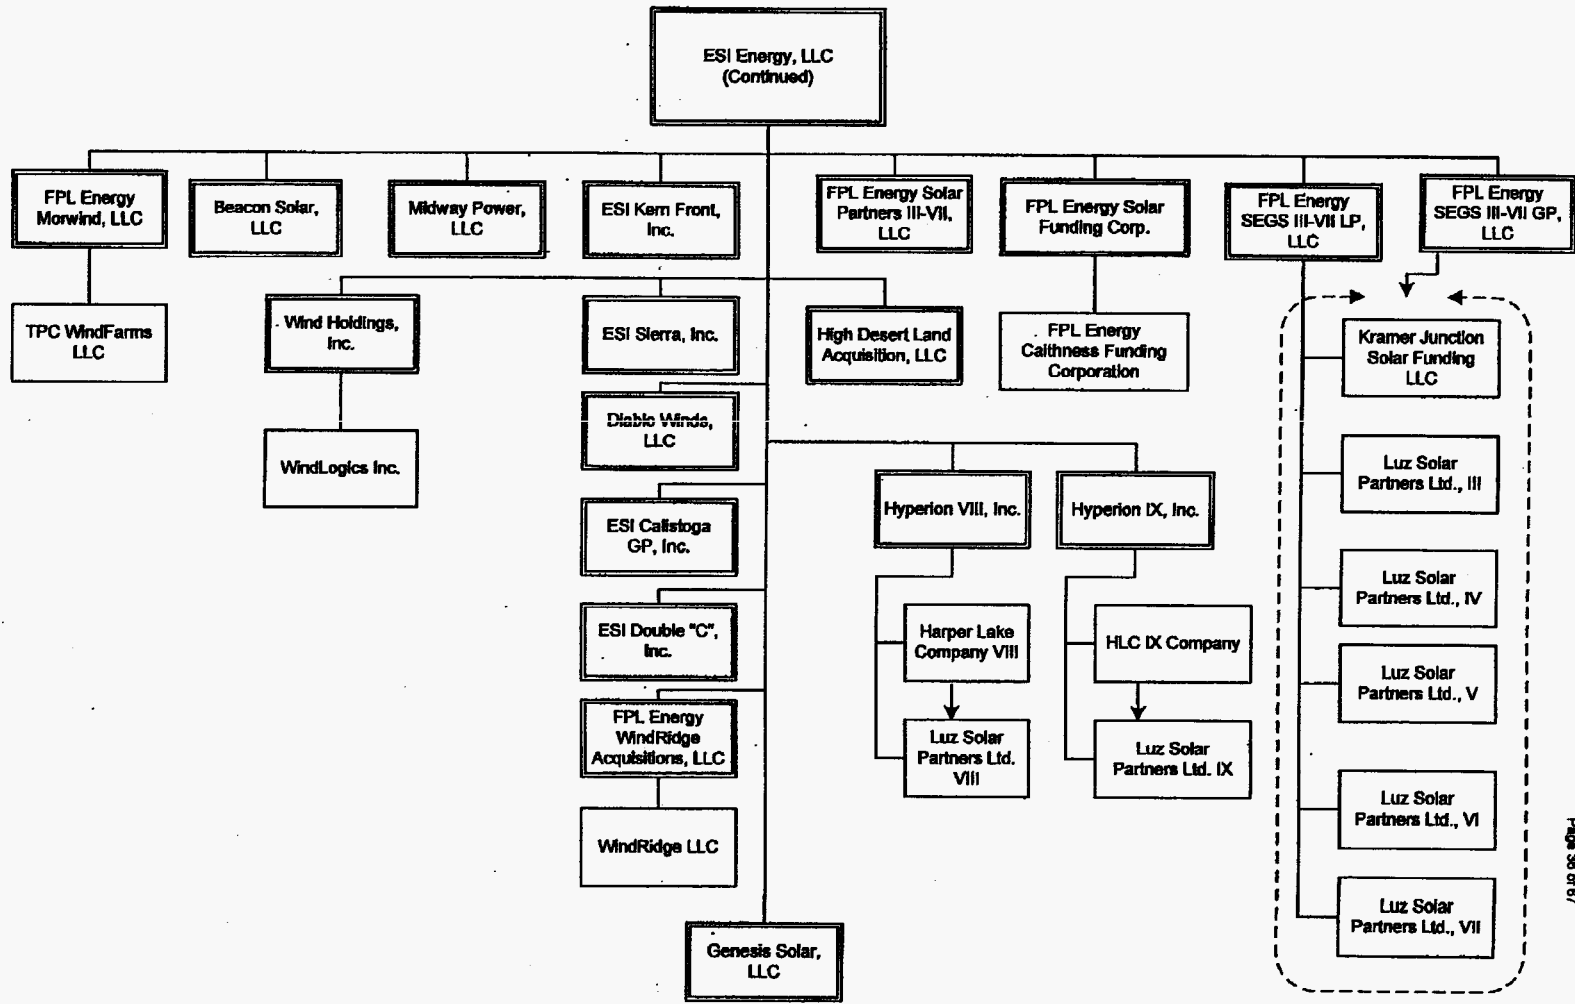 ESI Energy, LLC
(Continued)
FPL Energy
Morwind, LLC
Beacon Solar,
LLC
Midway Power,
LLC
ESI Kern Front,
Inc.
FPL Energy Solar
Partners III-VII,
LLC
FPL Energy Solar
Funding Corp.
FPL Energy
SEGS III-VII LP,
LLC
FPL Energy
SEGS III-VII GP,
LLC
TPC WindFarms
LLC
Wind Holdings,
Inc.
ESI Sierra, Inc.
High Desert Land
Acquisition, LLC
FPL Energy
Caithness Funding
Corporation
Kramer Junction
Solar Funding
LLC
Diablo Winds,
LLC
WindLogics Inc.
Luz Solar
Partners Ltd., III
ESI Calistoga
GP, Inc.
Hyperion VIII, Inc.
Hyperion IX, Inc.
Luz Solar
Partners Ltd., IV
ESI Double "C",
Inc.
Harper Lake
Company VIII
HLC IX Company
Luz Solar
Partners Ltd., V
FPL Energy
WindRidge
Acquisitions, LLC
Luz Solar
Partners Ltd.
VIII
Luz Solar
Partners Ltd. IX
Luz Solar
Partners Ltd., VI
WindRidge LLC
Luz Solar
Partners Ltd., VII
Genesis Solar,
LLC